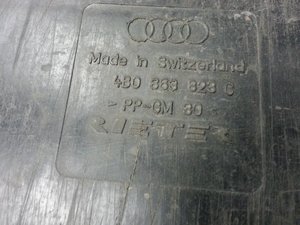 Made in Switzerland
4B0 863 823 C
> PP-GM 30 <
RIETER